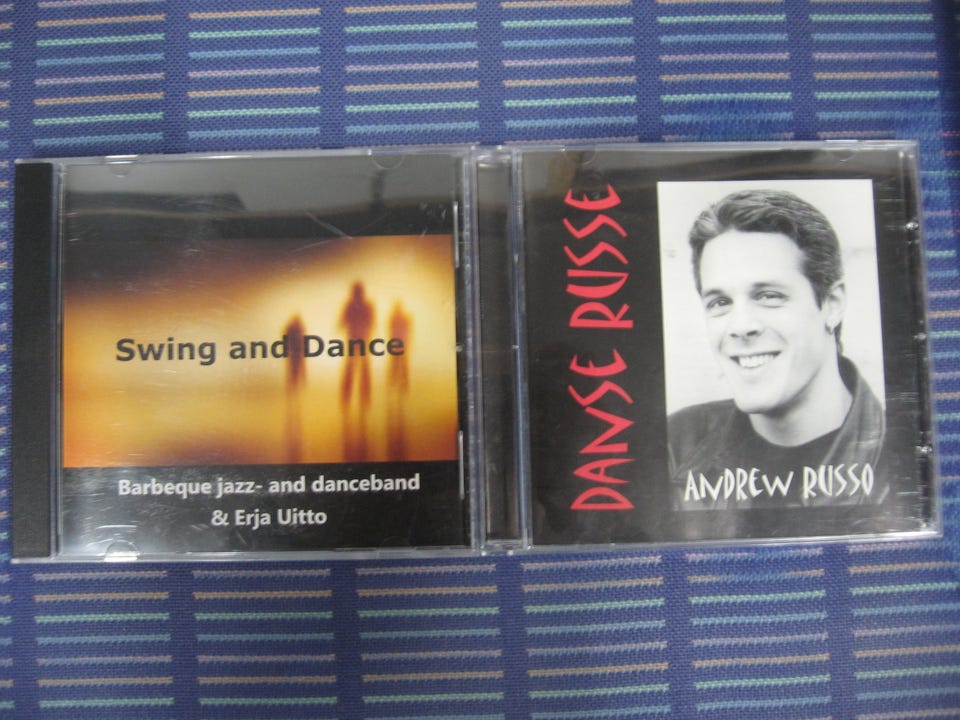 Swing and Dance
Barbeque jazz- and danceband
& Erja Uitto
DANSE RUSSE
ANDREW RUSSO